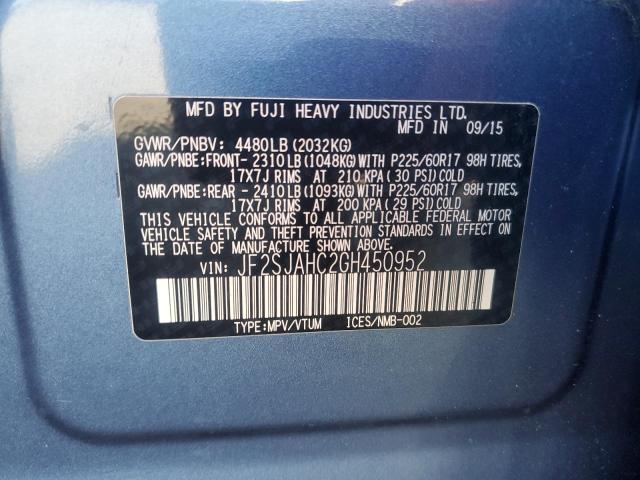 MFD BY FUJI HEAVY INDUSTRIES LTD.
MFD IN 09/15
GVWR/PNBV: 4480LB (2032KG)
GAWR/PNBE:FRONT- 2310LB (1048KG) WITH P225/60R17 98H TIRES,
17X7J RIMS AT 210 KPA (30 PSI) COLD
GAWR/PNBE:REAR - 2410LB (1093KG) WITH P225/60R17 98H TIRES,
17X7J RIMS AT 200 KPA (29 PSI) COLD
THIS VEHICLE CONFORMS TO ALL APPLICABLE FEDERAL MOTOR
VEHICLE SAFETY AND THEFT PREVENTION STANDARDS IN EFFECT
ON THE DATE OF MANUFACTURE SHOWN ABOVE.
VIN: JF2SJAHC2GH450952
TYPE:MPV/VTUM ICES/NMB-002